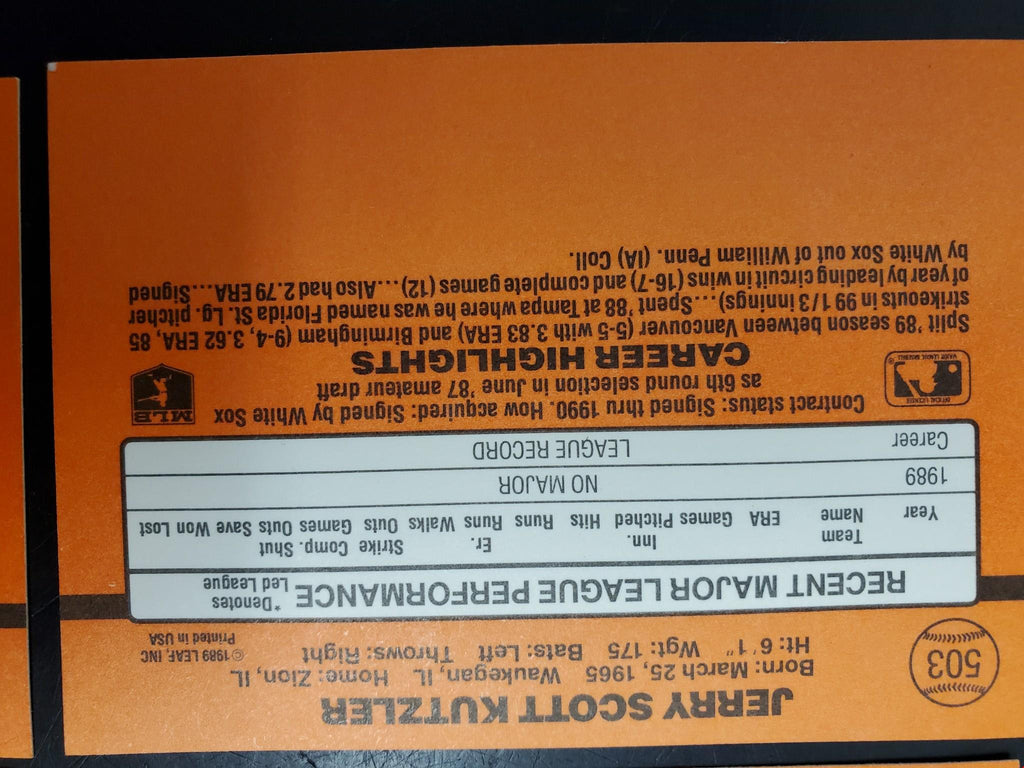 503
JERRY SCOTT KUTZLER
Born: March 25, 1965 Waukegan, IL Home: Zion, IL
Ht: 6'1" Wgt: 175 Bats: Left Throws: Right
©1989 LEAF, INC.
Printed in USA
RECENT MAJOR LEAGUE PERFORMANCE
*Denotes
Led League
Team Inn. Er. Strike Comp. Shut
Year Name ERA Games Pitched Hits Runs Runs Walks Outs Games Outs Save Won Lost
1989 NO MAJOR
Career LEAGUE RECORD
Contract status: Signed thru 1990. How acquired: Signed by White Sox
as 6th round selection in June '87 amateur draft
OFFICIAL LICENSEE
MAJOR LEAGUE BASEBALL
MLB
CAREER HIGHLIGHTS
Split '89 season between Vancouver (5-5 with 3.83 ERA) and Birmingham (9-4, 3.62 ERA, 85
strikeouts in 99 1/3 innings)...Spent '88 at Tampa where he was named Florida St. Lg. pitcher
of year by leading circuit in wins (16-7) and complete games (12)...Also had 2.79 ERA...Signed
by White Sox out of William Penn. (IA) Coll.